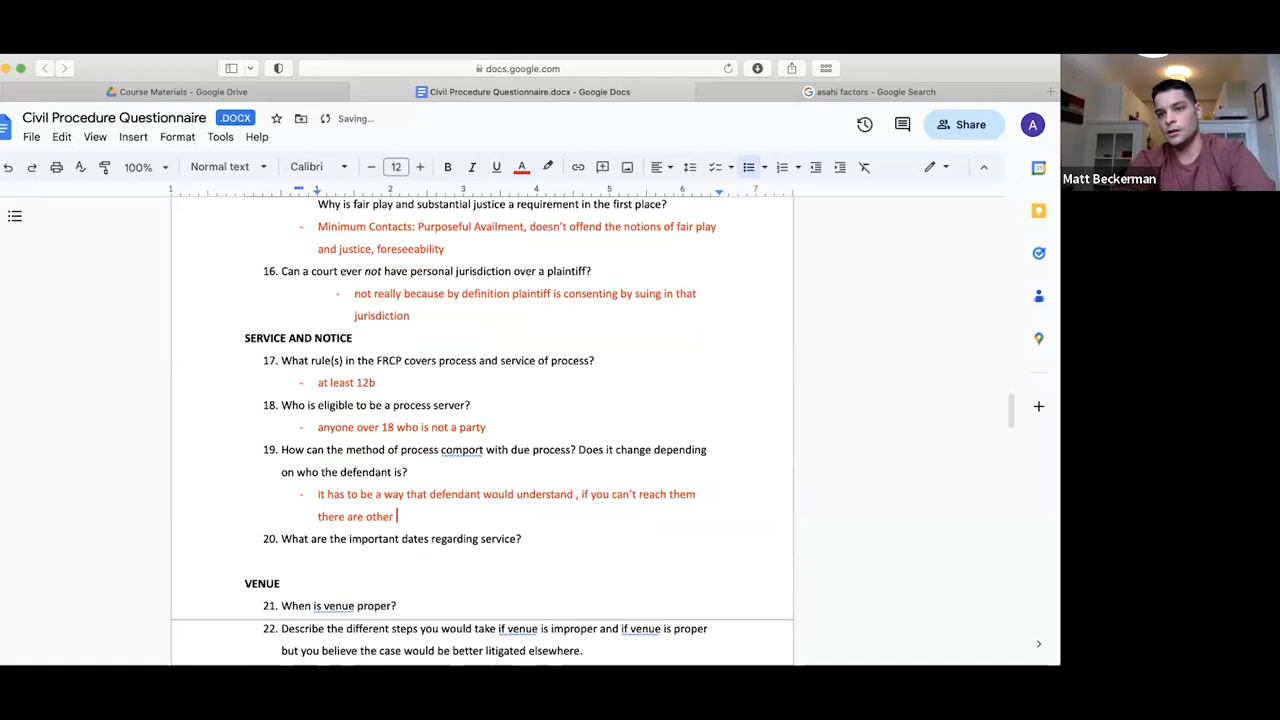 docs.google.com
Course Materials - Google Drive
Civil Procedure Questionnaire.docx - Google Docs
asahi factors - Google Search
Civil Procedure Questionnaire .DOCX Saving...
File Edit View Insert Format Tools Help
Share
A
100% Normal text Calibri 12 B I U A
1 1 2 3 4 5 6 7
Matt Beckerman
Why is fair play and substantial justice a requirement in the first place?
- Minimum Contacts: Purposeful Availment, doesn't offend the notions of fair play
and justice, foreseeability
16. Can a court ever not have personal jurisdiction over a plaintiff?
- not really because by definition plaintiff is consenting by suing in that
jurisdiction
SERVICE AND NOTICE
17. What rule(s) in the FRCP covers process and service of process?
- at least 12b
18. Who is eligible to be a process server?
- anyone over 18 who is not a party
19. How can the method of process comport with due process? Does it change depending
on who the defendant is?
- it has to be a way that defendant would understand , if you can't reach them
there are other
20. What are the important dates regarding service?
VENUE
21. When is venue proper?
22. Describe the different steps you would take if venue is improper and if venue is proper
but you believe the case would be better litigated elsewhere.